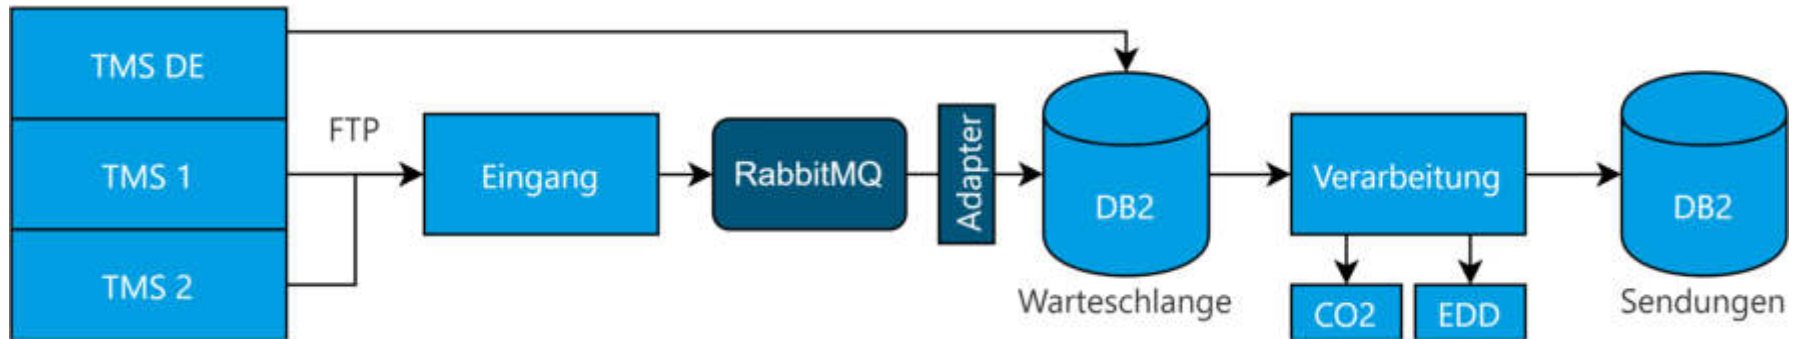 TMS DE
TMS 1
TMS 2
FTP
Eingang
RabbitMQ
Adapter
DB2
Warteschlange
Verarbeitung
CO2
EDD
DB2
Sendungen